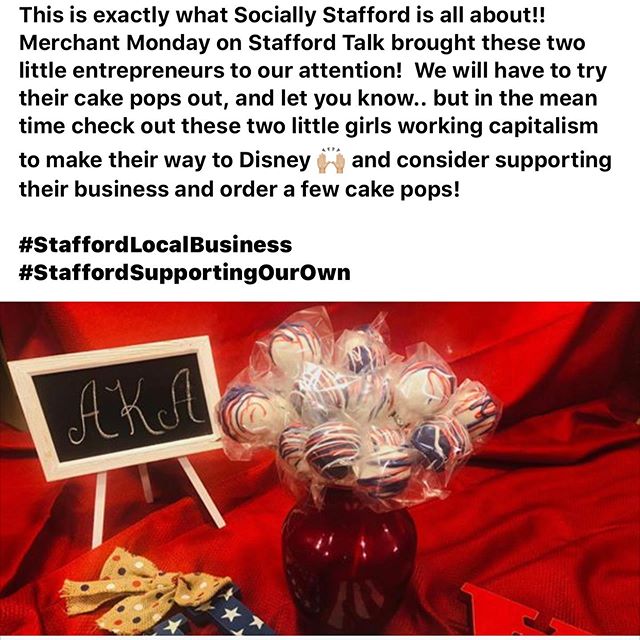 This is exactly what Socially Stafford is all about!!
Merchant Monday on Stafford Talk brought these two
little entrepreneurs to our attention!  We will have to try
their cake pops out, and let you know.. but in the mean
time check out these two little girls working capitalism
to make their way to Disney 🙌🏼 and consider supporting
their business and order a few cake pops!

#StaffordLocalBusiness
#StaffordSupportingOurOwn
AKA